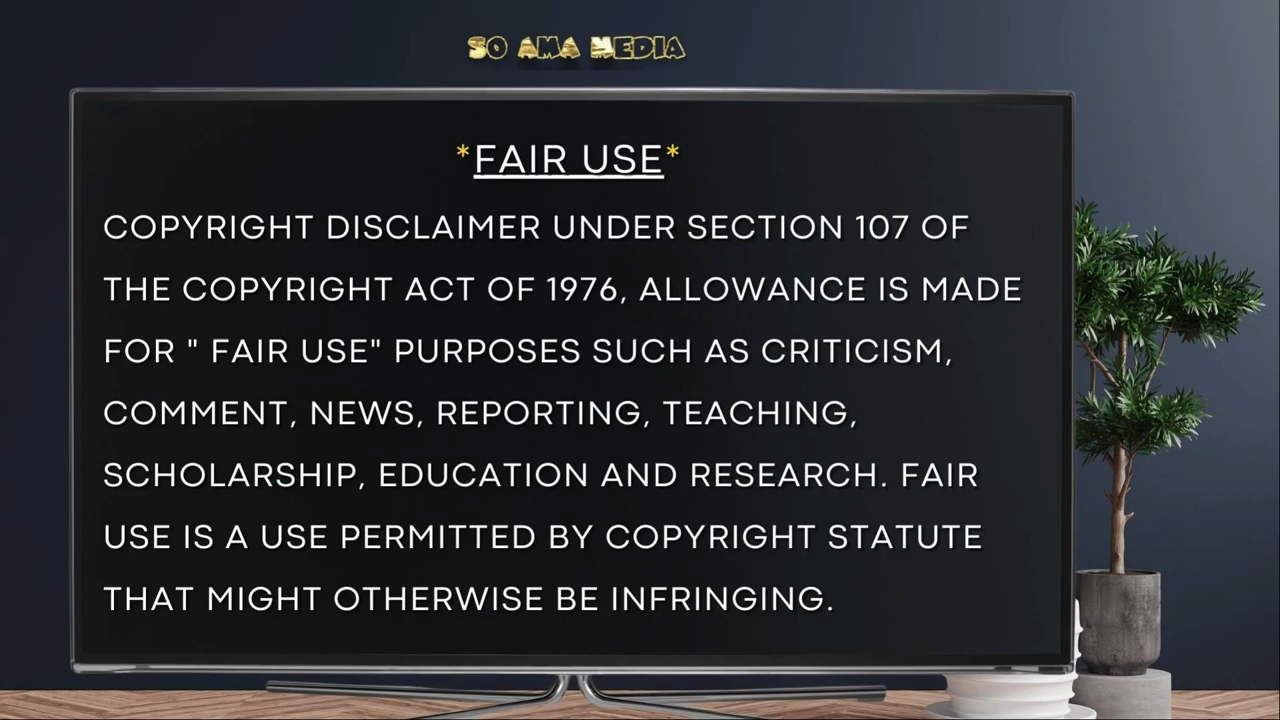 SO AMA MEDIA
*FAIR USE*
COPYRIGHT DISCLAIMER UNDER SECTION 107 OF
THE COPYRIGHT ACT OF 1976, ALLOWANCE IS MADE
FOR " FAIR USE" PURPOSES SUCH AS CRITICISM,
COMMENT, NEWS, REPORTING, TEACHING,
SCHOLARSHIP, EDUCATION AND RESEARCH. FAIR
USE IS A USE PERMITTED BY COPYRIGHT STATUTE
THAT MIGHT OTHERWISE BE INFRINGING.